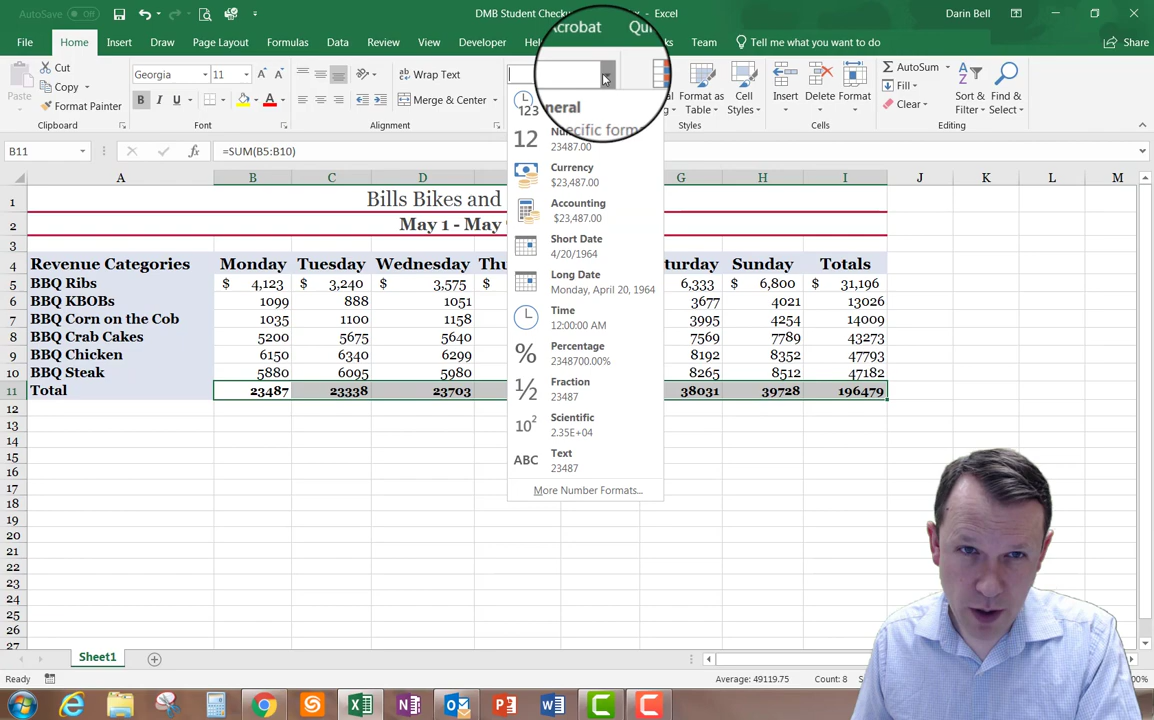 AutoSave Off
DMB Student Checku
- Excel
Darin Bell
File Home Insert Draw Page Layout Formulas Data Review View Developer
Acrobat
Team Tell me what you want to do Share
Paste
Cut
Copy
Format Painter
Clipboard
Georgia 11
B I U
Font
Wrap Text
Merge & Center
Alignment
Format as
Table
Cell
Styles
Styles
Insert Delete Format
Cells
AutoSum
Fill
Clear
Sort &
Filter
Find &
Select
Editing
B11 =SUM(B5:B10)
A B C D G H I J K L M
1 Bills Bikes and
2 May 1 - May
3
4 Revenue Categories Monday Tuesday Wednesday Sunday Totals
5 BBQ Ribs $ 4,123 $ 3,240 $ 3,575 $ 6,333 $ 6,800 $ 31,196
6 BBQ KBOBs 1099 888 1051 3677 4021 13026
7 BBQ Corn on the Cob 1035 1100 1158 3995 4254 14009
8 BBQ Crab Cakes 5200 5675 5640 7569 7789 43273
9 BBQ Chicken 6150 6340 6299 8192 8352 47793
10 BBQ Steak 5880 6095 5980 8265 8512 47182
11 Total 23487 23338 23703 38031 39728 196479
12
13
14
15
16
17
18
19
20
21
22
23
24
25
26
27
123
12
23487.00
Currency
$23,487.00
Accounting
$23,487.00
Short Date
4/20/1964
Long Date
Monday, April 20, 1964
Time
12:00:00 AM
%
Percentage
2348700.00%
½
Fraction
23487
10²
Scientific
2.35E+04
ABC
Text
23487
More Number Formats...
Sheet1
Ready
Average: 49119.75 Count: 8